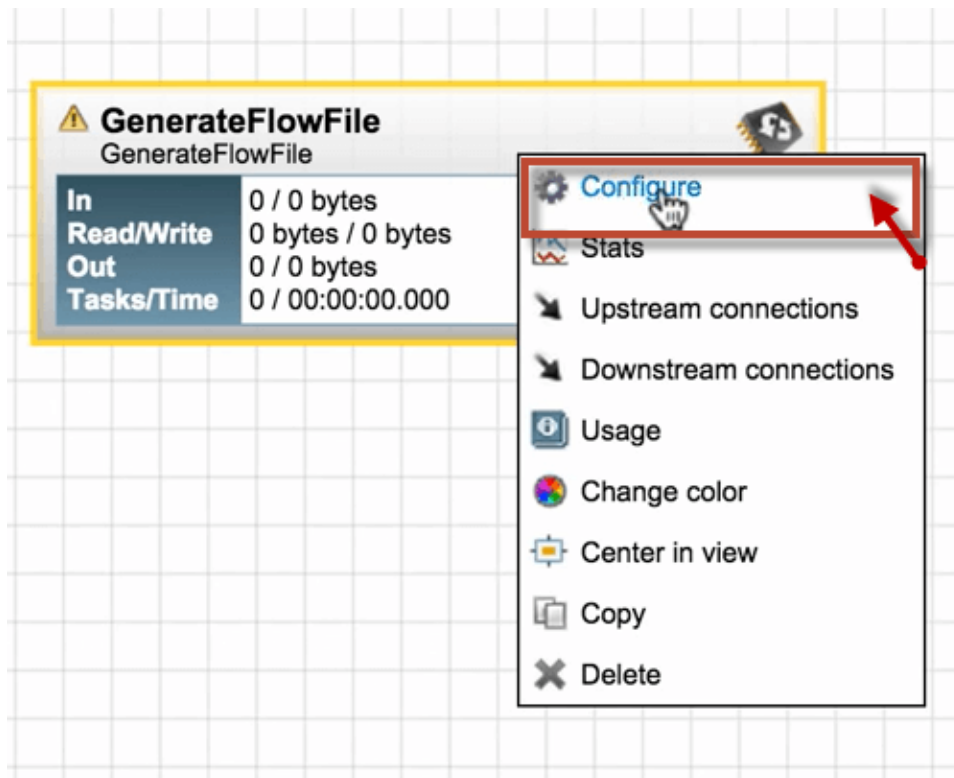 GenerateFlowFile
GenerateFlowFile
In 0 / 0 bytes
Read/Write 0 bytes / 0 bytes
Out 0 / 0 bytes
Tasks/Time 0 / 00:00:00.000
Configure
Stats
Upstream connections
Downstream connections
Usage
Change color
Center in view
Copy
Delete